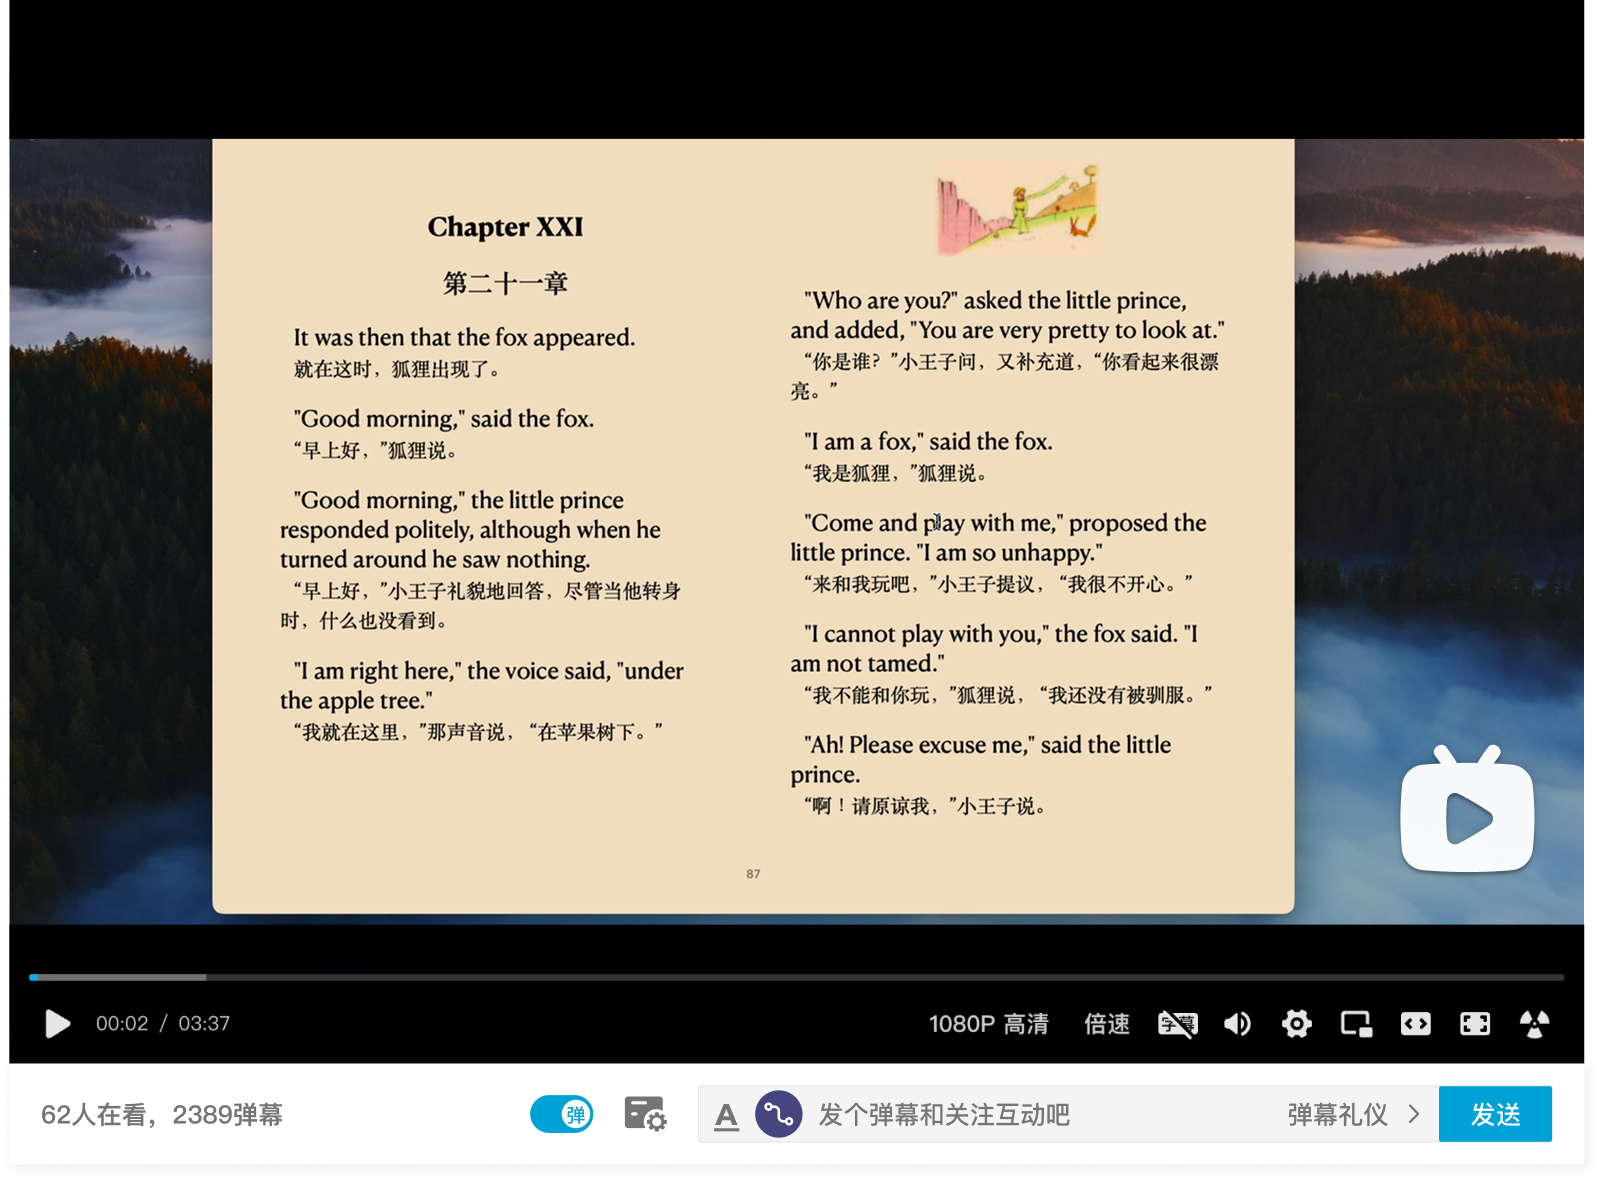 Chapter XXI
第二十一章
It was then that the fox appeared.
就在这时，狐狸出现了。
"Good morning," said the fox.
“早上好，”狐狸说。
"Good morning," the little prince
responded politely, although when he
turned around he saw nothing.
“早上好，”小王子礼貌地回答，尽管当他转身
时，什么也没看到。
"I am right here," the voice said, "under
the apple tree."
“我就在这里，”那声音说，“在苹果树下。”
"Who are you?" asked the little prince,
and added, "You are very pretty to look at."
“你是谁？”小王子问，又补充道，“你看起来很漂
亮。”
"I am a fox," said the fox.
“我是狐狸，”狐狸说。
"Come and play with me," proposed the
little prince. "I am so unhappy."
“来和我玩吧，”小王子提议，“我很不开心。”
"I cannot play with you," the fox said. "I
am not tamed."
“我不能和你玩，”狐狸说，“我还没有被驯服。”
"Ah! Please excuse me," said the little
prince.
“啊！请原谅我，”小王子说。
87
00:02 / 03:37
1080P 高清 倍速 字幕
62人在看，2389弹幕
弹
A 发个弹幕和关注互动吧 弹幕礼仪 发送